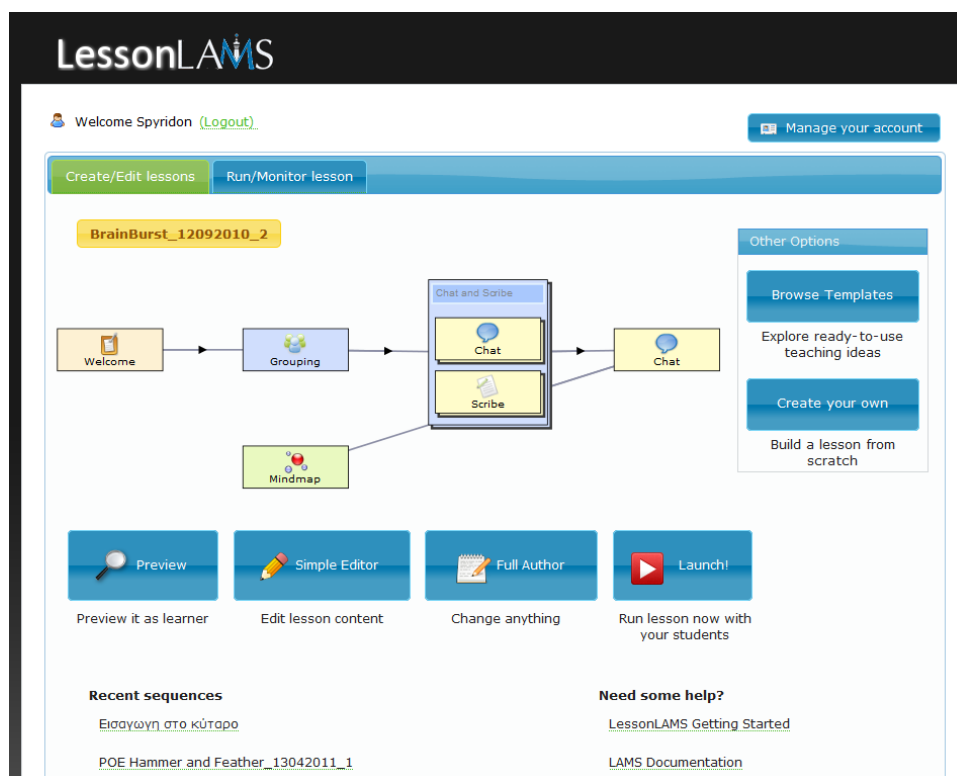 LessonLAMS
Welcome Spyridon (Logout)
Manage your account
Create/Edit lessons
Run/Monitor lesson
BrainBurst_12092010_2
Other Options
Browse Templates
Explore ready-to-use
teaching ideas
Create your own
Build a lesson from
scratch
Welcome
Grouping
Chat and Scribe
Chat
Scribe
Chat
Mindmap
Preview
Preview it as learner
Simple Editor
Edit lesson content
Full Author
Change anything
Launch!
Run lesson now with
your students
Recent sequences
Εισαγωγη στο κύταρο
POE Hammer and Feather_13042011_1
Need some help?
LessonLAMS Getting Started
LAMS Documentation